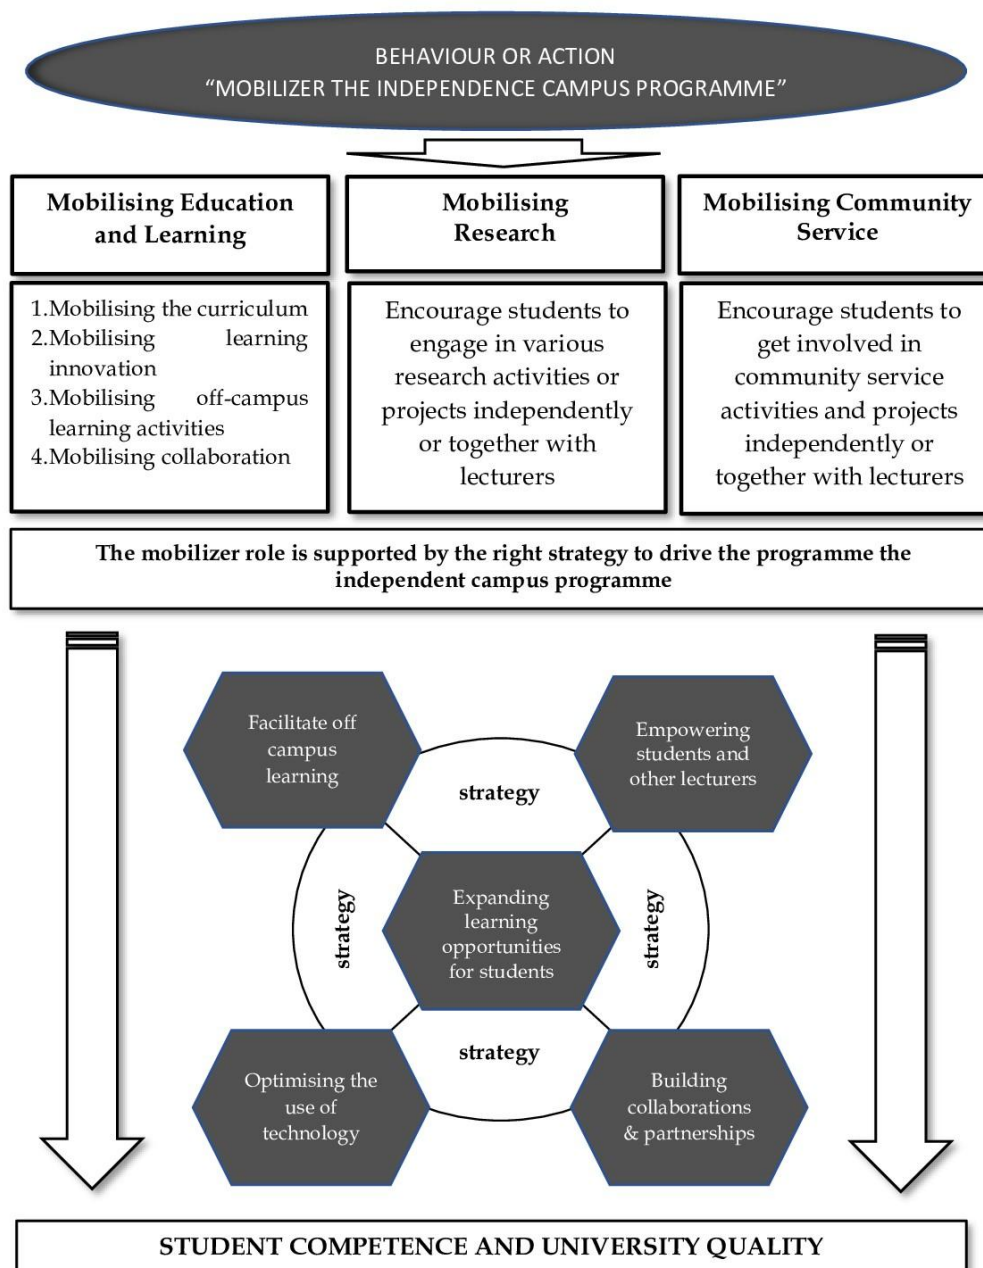 BEHAVIOUR OR ACTION
“MOBILIZER THE INDEPENDENCE CAMPUS PROGRAMME”
Mobilising Education
and Learning
Mobilising
Research
Mobilising Community
Service
1.Mobilising the curriculum
2.Mobilising learning
innovation
3.Mobilising off-campus
learning activities
4.Mobilising collaboration
Encourage students to
engage in various
research activities or
projects independently
or together with
lecturers
Encourage students to
get involved in
community service
activities and projects
independently or
together with lecturers
The mobilizer role is supported by the right strategy to drive the programme the
independent campus programme
Facilitate off
campus
learning
Empowering
students and
other lecturers
strategy
strategy
Expanding
learning
opportunities
for students
strategy
strategy
Optimising the
use of
technology
Building
collaborations
& partnerships
STUDENT COMPETENCE AND UNIVERSITY QUALITY